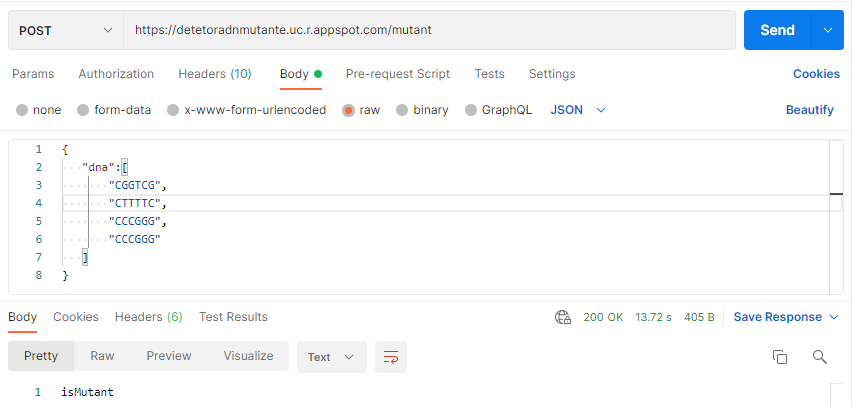 POST https://detetoradnmutante.uc.r.appspot.com/mutant Send
Params Authorization Headers (10) Body Pre-request Script Tests Settings Cookies
none form-data x-www-form-urlencoded raw binary GraphQL JSON Beautify
1 {
2 "dna":[
3 "CGGTCG",
4 "CTTTTC",
5 "CCCGGG",
6 "CCCGGG"
7 ]
8 }
Body Cookies Headers (6) Test Results 200 OK 13.72 s 405 B Save Response
Pretty Raw Preview Visualize Text
1 isMutant